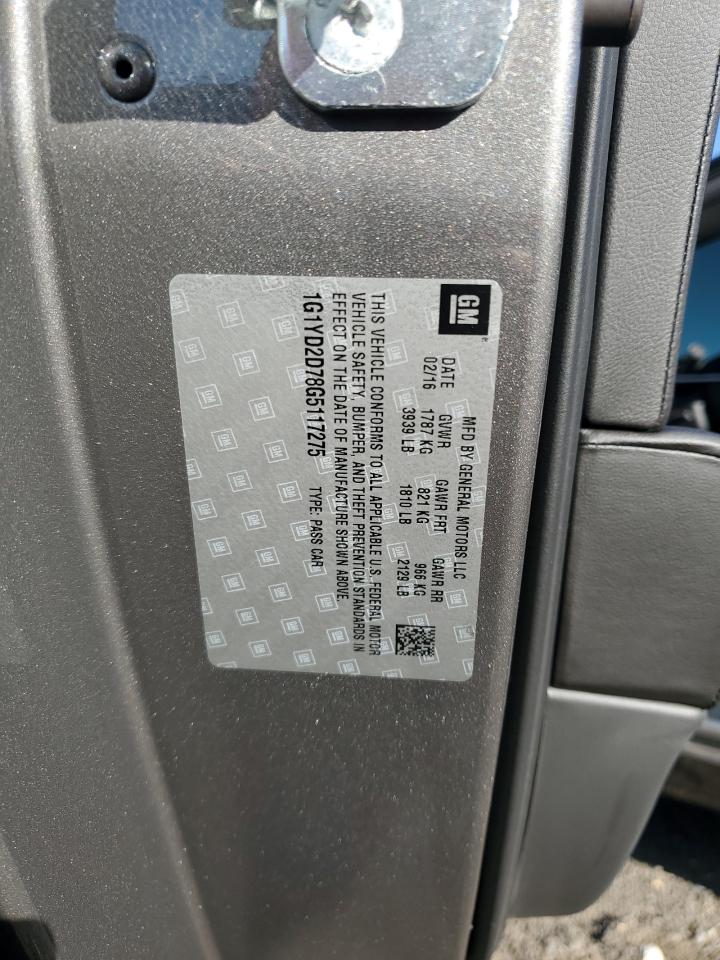 GM
MFD BY GENERAL MOTORS LLC
DATE GVWR GAWR FRT GAWR RR
02/16 1787 KG 821 KG 966 KG
3939 LB 1810 LB 2129 LB
THIS VEHICLE CONFORMS TO ALL APPLICABLE U.S. FEDERAL MOTOR
VEHICLE SAFETY, BUMPER, AND THEFT PREVENTION STANDARDS IN
EFFECT ON THE DATE OF MANUFACTURE SHOWN ABOVE.
1G1YD2D78G5117275 TYPE: PASS CAR